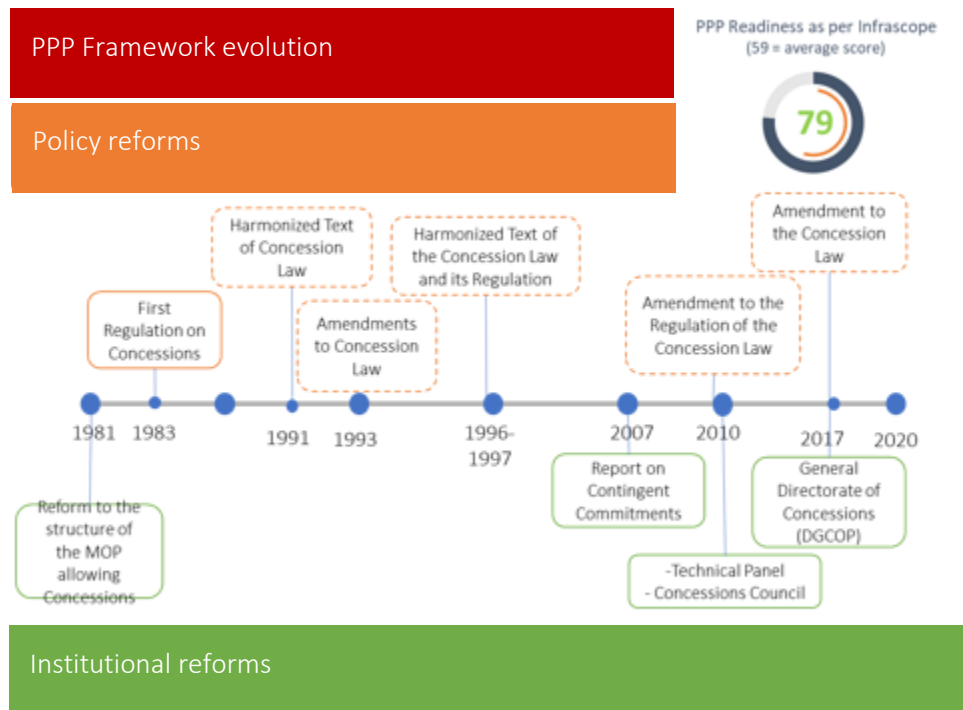 PPP Framework evolution
PPP Readiness as per Infrascope
(59 = average score)
79
Policy reforms
Harmonized Text
of Concession
Law
Harmonized Text of
the Concession Law
and its Regulation
Amendment to
the Concession
Law
First
Regulation on
Concessions
Amendments
to Concession
Law
Amendment to the
Regulation of the
Concession Law
1981
1983
1991
1993
1996-
1997
2007
2010
2017
2020
Reform to the
structure of
the MOP
allowing
Concessions
Report on
Contingent
Commitments
-Technical Panel
- Concessions Council
General
Directorate of
Concessions
(DGCOP)
Institutional reforms